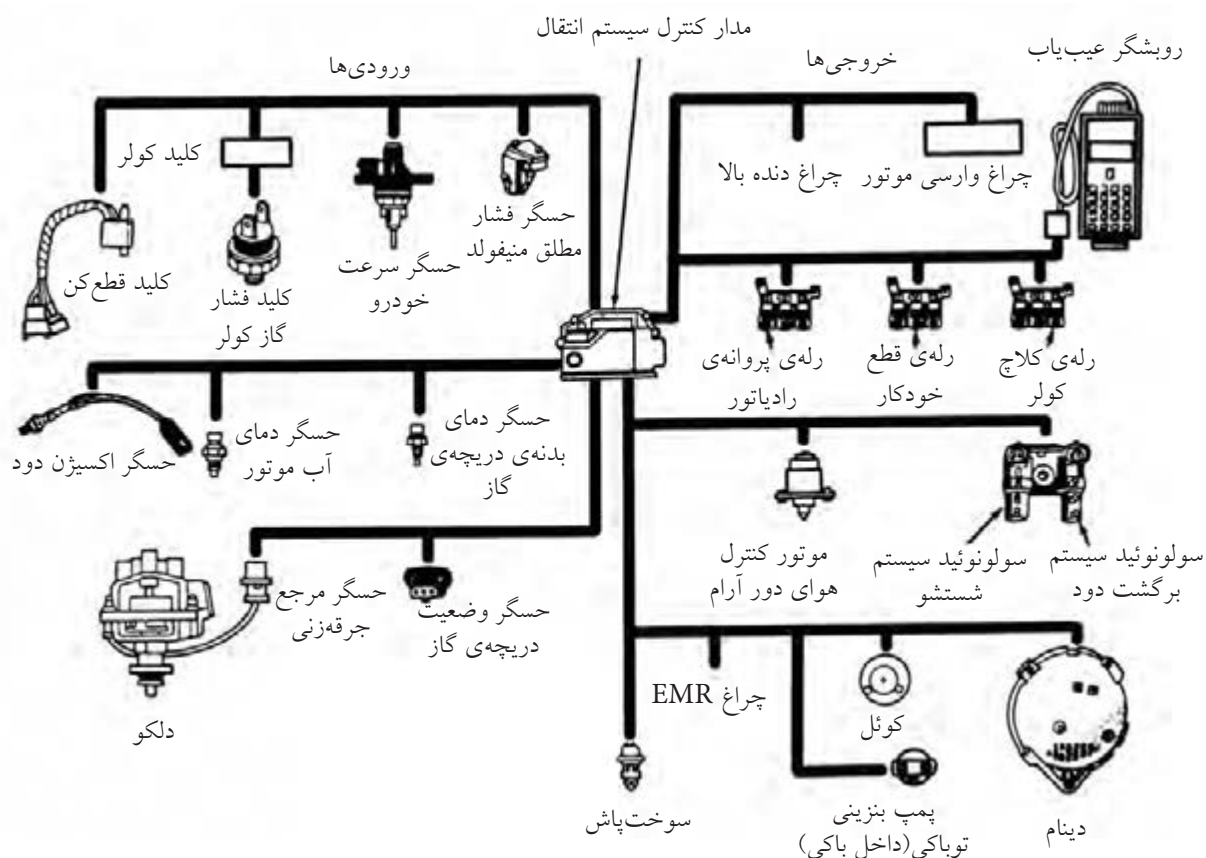 مدار کنترل سیستم انتقال
روبشگر عیب‌یاب
خروجی‌ها
ورودی‌ها
چراغ وارسی موتور
چراغ دنده بالا
کلید کولر
حسگر فشار
مطلق منیفولد
حسگر سرعت
خودرو
کلید فشار
گاز کولر
کلید قطع‌کن
رله‌ی کلاچ
کولر
رله‌ی قطع
خودکار
رله‌ی پروانه‌ی
رادیاتور
حسگر دمای
بدنه‌ی دریچه‌ی
گاز
حسگر دمای
آب موتور
حسگر اکسیژن دود
سولونوئید سیستم
برگشت دود
سولونوئید سیستم
شستشو
موتور کنترل
هوای دور آرام
حسگر وضعیت
دریچه‌ی گاز
حسگر مرجع
جرقه‌زنی
دلکو
چراغ EMR
کوئل
دینام
پمپ بنزینی
توباکی(داخل باکی)
سوخت‌پاش